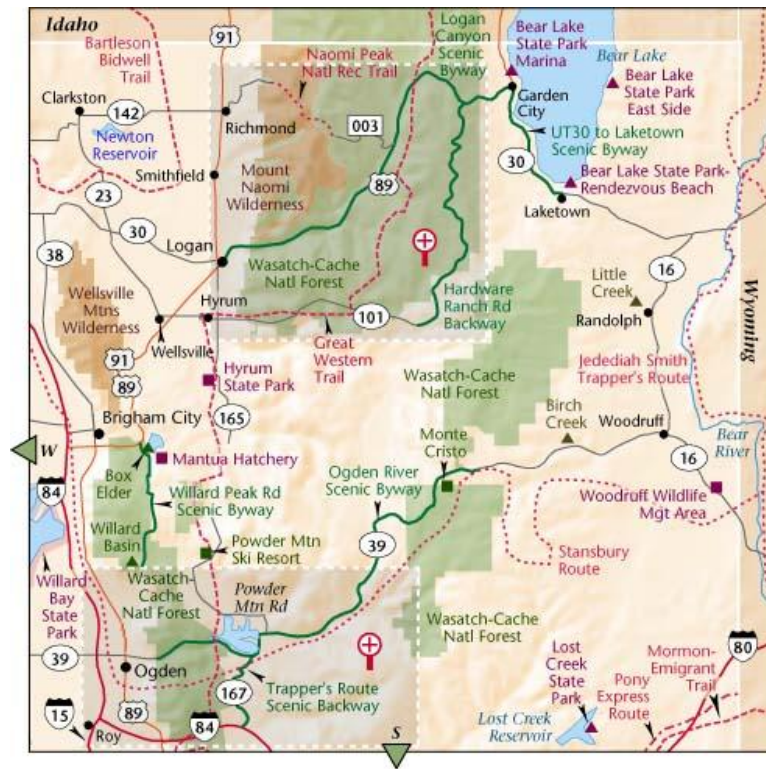 Idaho
Bartleson
Bidwell
Trail
91
Naomi Peak
Natl Rec Trail
Logan
Canyon
Scenic
Byway
Bear Lake
State Park
Marina
Bear Lake
Bear Lake
State Park
East Side
Clarkston
142
Newton
Reservoir
Richmond
003
Garden
City
UT30 to Laketown
Scenic Byway
Smithfield
Mount
Naomi
Wilderness
89
30
Bear Lake State Park-
Rendezvous Beach
Laketown
23
30
Logan
38
Wasatch-Cache
Natl Forest
16
Wellsville
Mtns
Wilderness
Hyrum
101
Hardware
Ranch Rd
Backway
Little
Creek
Randolph
Wyoming
Wellsville
Great
Western
Trail
91
89
Hyrum
State Park
Jedediah Smith
Trapper's Route
Wasatch-Cache
Natl Forest
165
Brigham City
Birch
Creek
Woodruff
Monte
Cristo
Bear
River
W
Mantua Hatchery
16
Box
Elder
84
Ogden River
Scenic Byway
Willard Peak Rd
Scenic Byway
Woodruff Wildlife
Mgt Area
Willard
Basin
39
Powder Mtn
Ski Resort
Stansbury
Route
Willard
Bay
State
Park
Wasatch-
Cache
Natl Forest
Powder
Mtn Rd
Wasatch-Cache
Natl Forest
39
Ogden
Lost
Creek
State
Park
Mormon-
Emigrant
Trail
80
Pony
Express
Route
167
Trapper's Route
Scenic Backway
15
89
84
Roy
Lost Creek
Reservoir
S